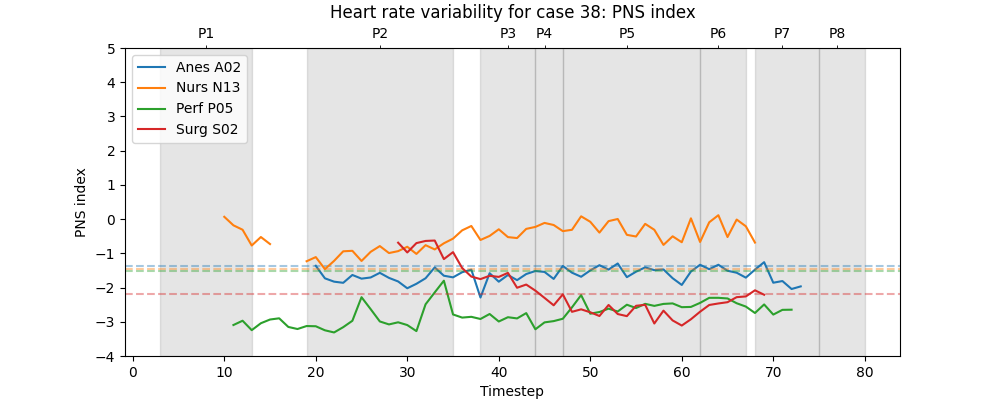 Heart rate variability for case 38: PNS index
P1 P2 P3 P4 P5 P6 P7 P8
5
4
3
2
1
0
−1
−2
−3
−4
PNS index
Anes A02
Nurs N13
Perf P05
Surg S02
0 10 20 30 40 50 60 70 80
Timestep